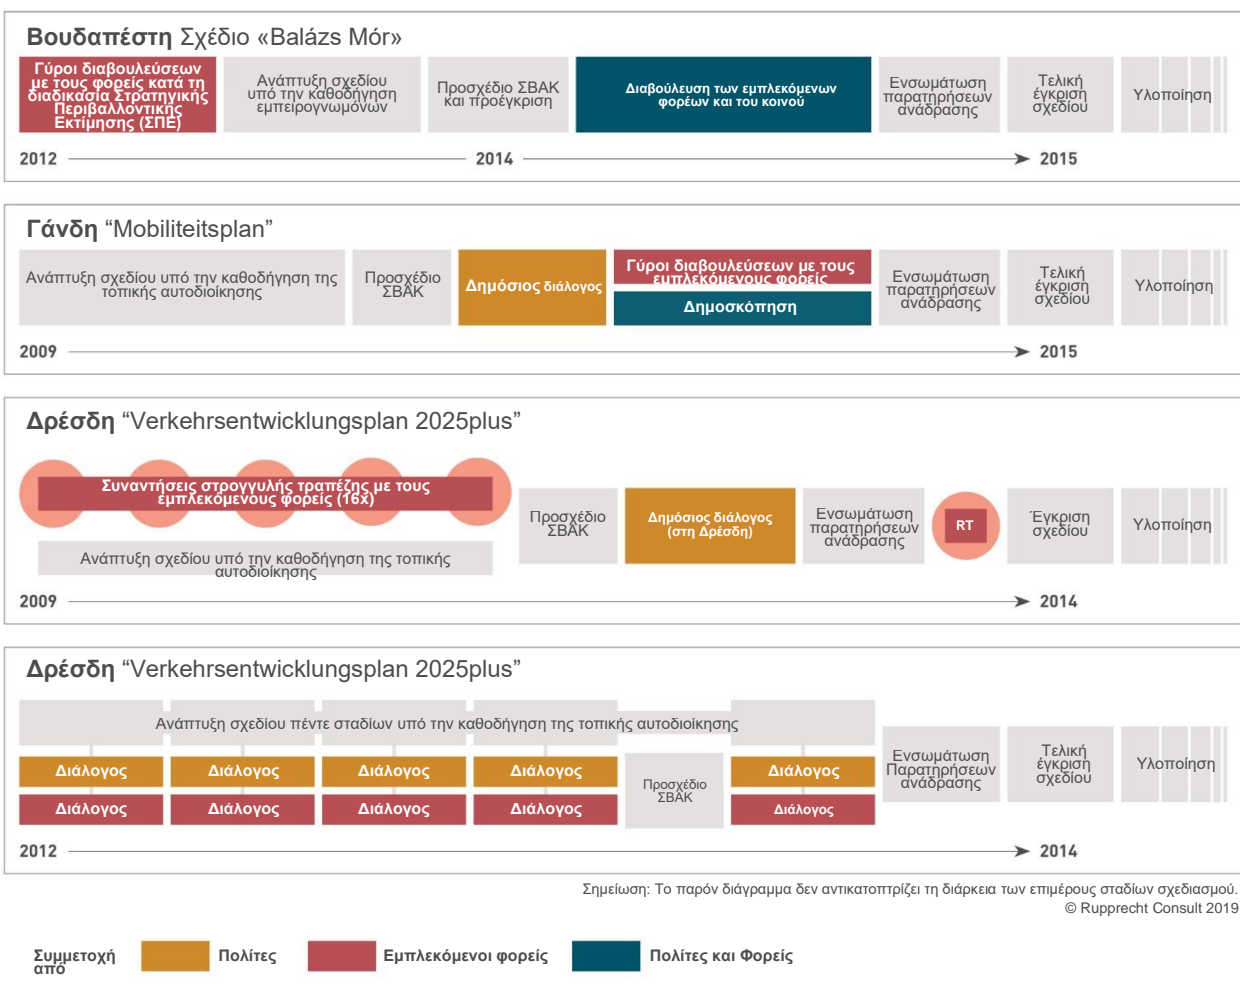 Βουδαπέστη Σχέδιο «Balázs Mór»
Γύροι διαβουλεύσεων
με τους φορείς κατά τη
διαδικασία Στρατηγικής
Περιβαλλοντικής
Εκτίμησης (ΣΠΕ)
Ανάπτυξη σχεδίου
υπό την καθοδήγηση
εμπειρογνωμόνων
Προσχέδιο ΣΒΑΚ
και προέγκριση
Διαβούλευση των εμπλεκόμενων
φορέων και του κοινού
Ενσωμάτωση
παρατηρήσεων
ανάδρασης
Τελική
έγκριση
σχεδίου
Υλοποίηση
2012
2014
2015
Γάνδη “Mobiliteitsplan”
Ανάπτυξη σχεδίου υπό την καθοδήγηση της
τοπικής αυτοδιοίκησης
Προσχέδιο
ΣΒΑΚ
Δημόσιος διάλογος
Γύροι διαβουλεύσεων με τους
εμπλεκόμενους φορείς
Δημοσκόπηση
Ενσωμάτωση
παρατηρήσεων
ανάδρασης
Τελική
έγκριση
σχεδίου
Υλοποίηση
2009
2015
Δρέσδη “Verkehrsentwicklungsplan 2025plus”
Συναντήσεις στρογγυλής τραπέζης με τους
εμπλεκόμενους φορείς (16x)
Ανάπτυξη σχεδίου υπό την καθοδήγηση της τοπικής
αυτοδιοίκησης
Προσχέδιο
ΣΒΑΚ
Δημόσιος διάλογος
(στη Δρέσδη)
Ενσωμάτωση
παρατηρήσεων
ανάδρασης
RT
Έγκριση
σχεδίου
Υλοποίηση
2009
2014
Δρέσδη “Verkehrsentwicklungsplan 2025plus”
Ανάπτυξη σχεδίου πέντε σταδίων υπό την καθοδήγηση της τοπικής αυτοδιοίκησης
Διάλογος Διάλογος Διάλογος Διάλογος
Διάλογος Διάλογος Διάλογος Διάλογος
Προσχέδιο
ΣΒΑΚ
Διάλογος
Διάλογος
Ενσωμάτωση
Παρατηρήσεων
ανάδρασης
Τελική
έγκριση
σχεδίου
Υλοποίηση
2012
2014
Σημείωση: Το παρόν διάγραμμα δεν αντικατοπτρίζει τη διάρκεια των επιμέρους σταδίων σχεδιασμού.
© Rupprecht Consult 2019
Συμμετοχή
από
Πολίτες
Εμπλεκόμενοι φορείς
Πολίτες και Φορείς